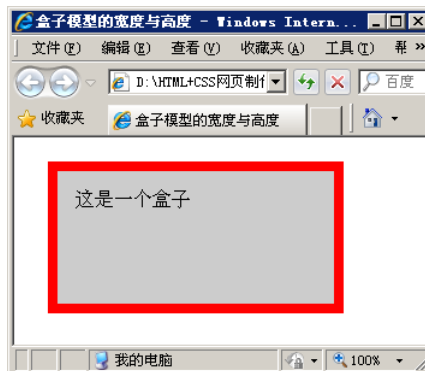 盒子模型的宽度与高度 - Windows Intern...
文件(F) 编辑(E) 查看(V) 收藏夹(A) 工具(T) 帮 »
D:\HTML+CSS网页制作 百度
收藏夹 盒子模型的宽度与高度
这是一个盒子
我的电脑 100%